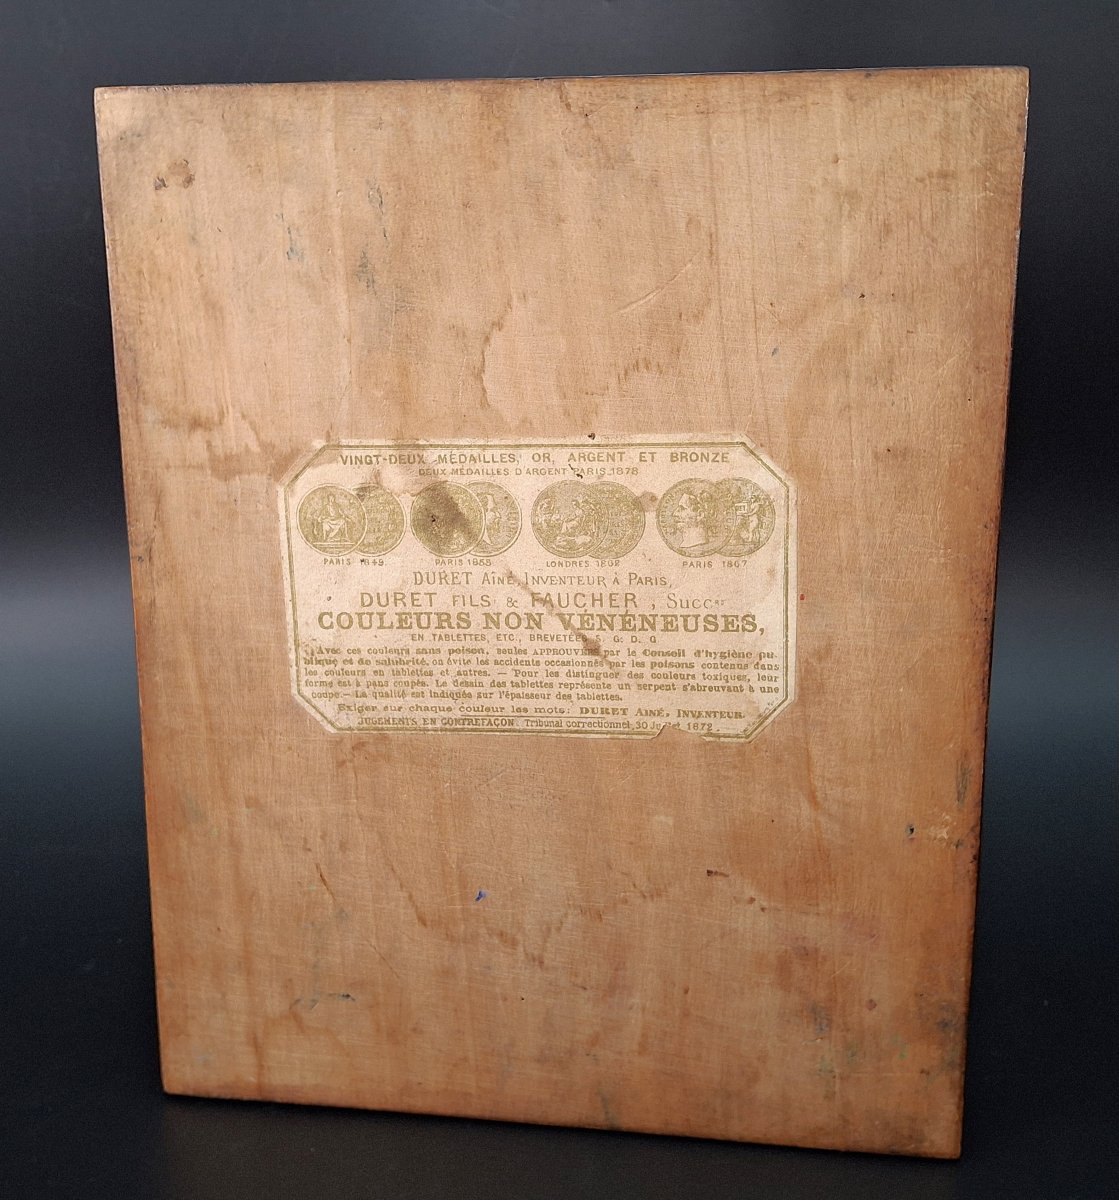 VINGT-DEUX MÉDAILLES, OR, ARGENT ET BRONZE
DEUX MÉDAILLES D'ARGENT PARIS 1878
PARIS 1849 PARIS 1855 LONDRES 1862 PARIS 1867
DURET AÎNÉ, INVENTEUR À PARIS,
DURET FILS & FAUCHER, SUCCRS
COULEURS NON VÉNÉNEUSES,
EN TABLETTES, ETC., BREVETÉES S. G. D. G
Avec ces couleurs sans poison, seules APPROUVÉES par le Conseil d'hygiène pu-
blique et de salubrité, on évite les accidents occasionnés par les poisons contenus dans
les couleurs en tablettes et autres. — Pour les distinguer des couleurs toxiques, leur
forme est à pans coupés. Le dessin des tablettes représente un serpent s'abreuvant à une
coupe. — La qualité est indiquée sur l'épaisseur des tablettes.
Exiger sur chaque couleur les mots: DURET AÎNÉ, INVENTEUR.
JUGEMENTS EN CONTREFAÇON. Tribunal correctionnel, 30 1872.